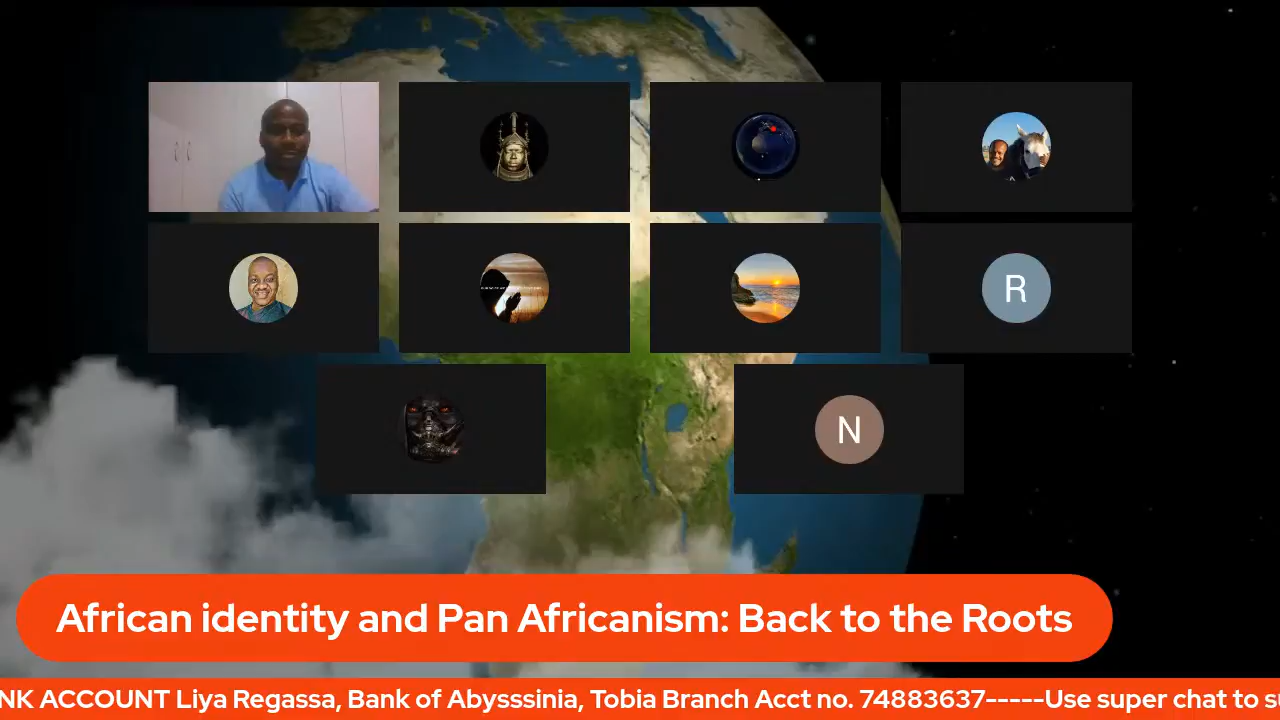 R
N
African identity and Pan Africanism: Back to the Roots
NK ACCOUNT Liya Regassa, Bank of Abysssinia, Tobia Branch Acct no. 74883637-----Use super chat to s